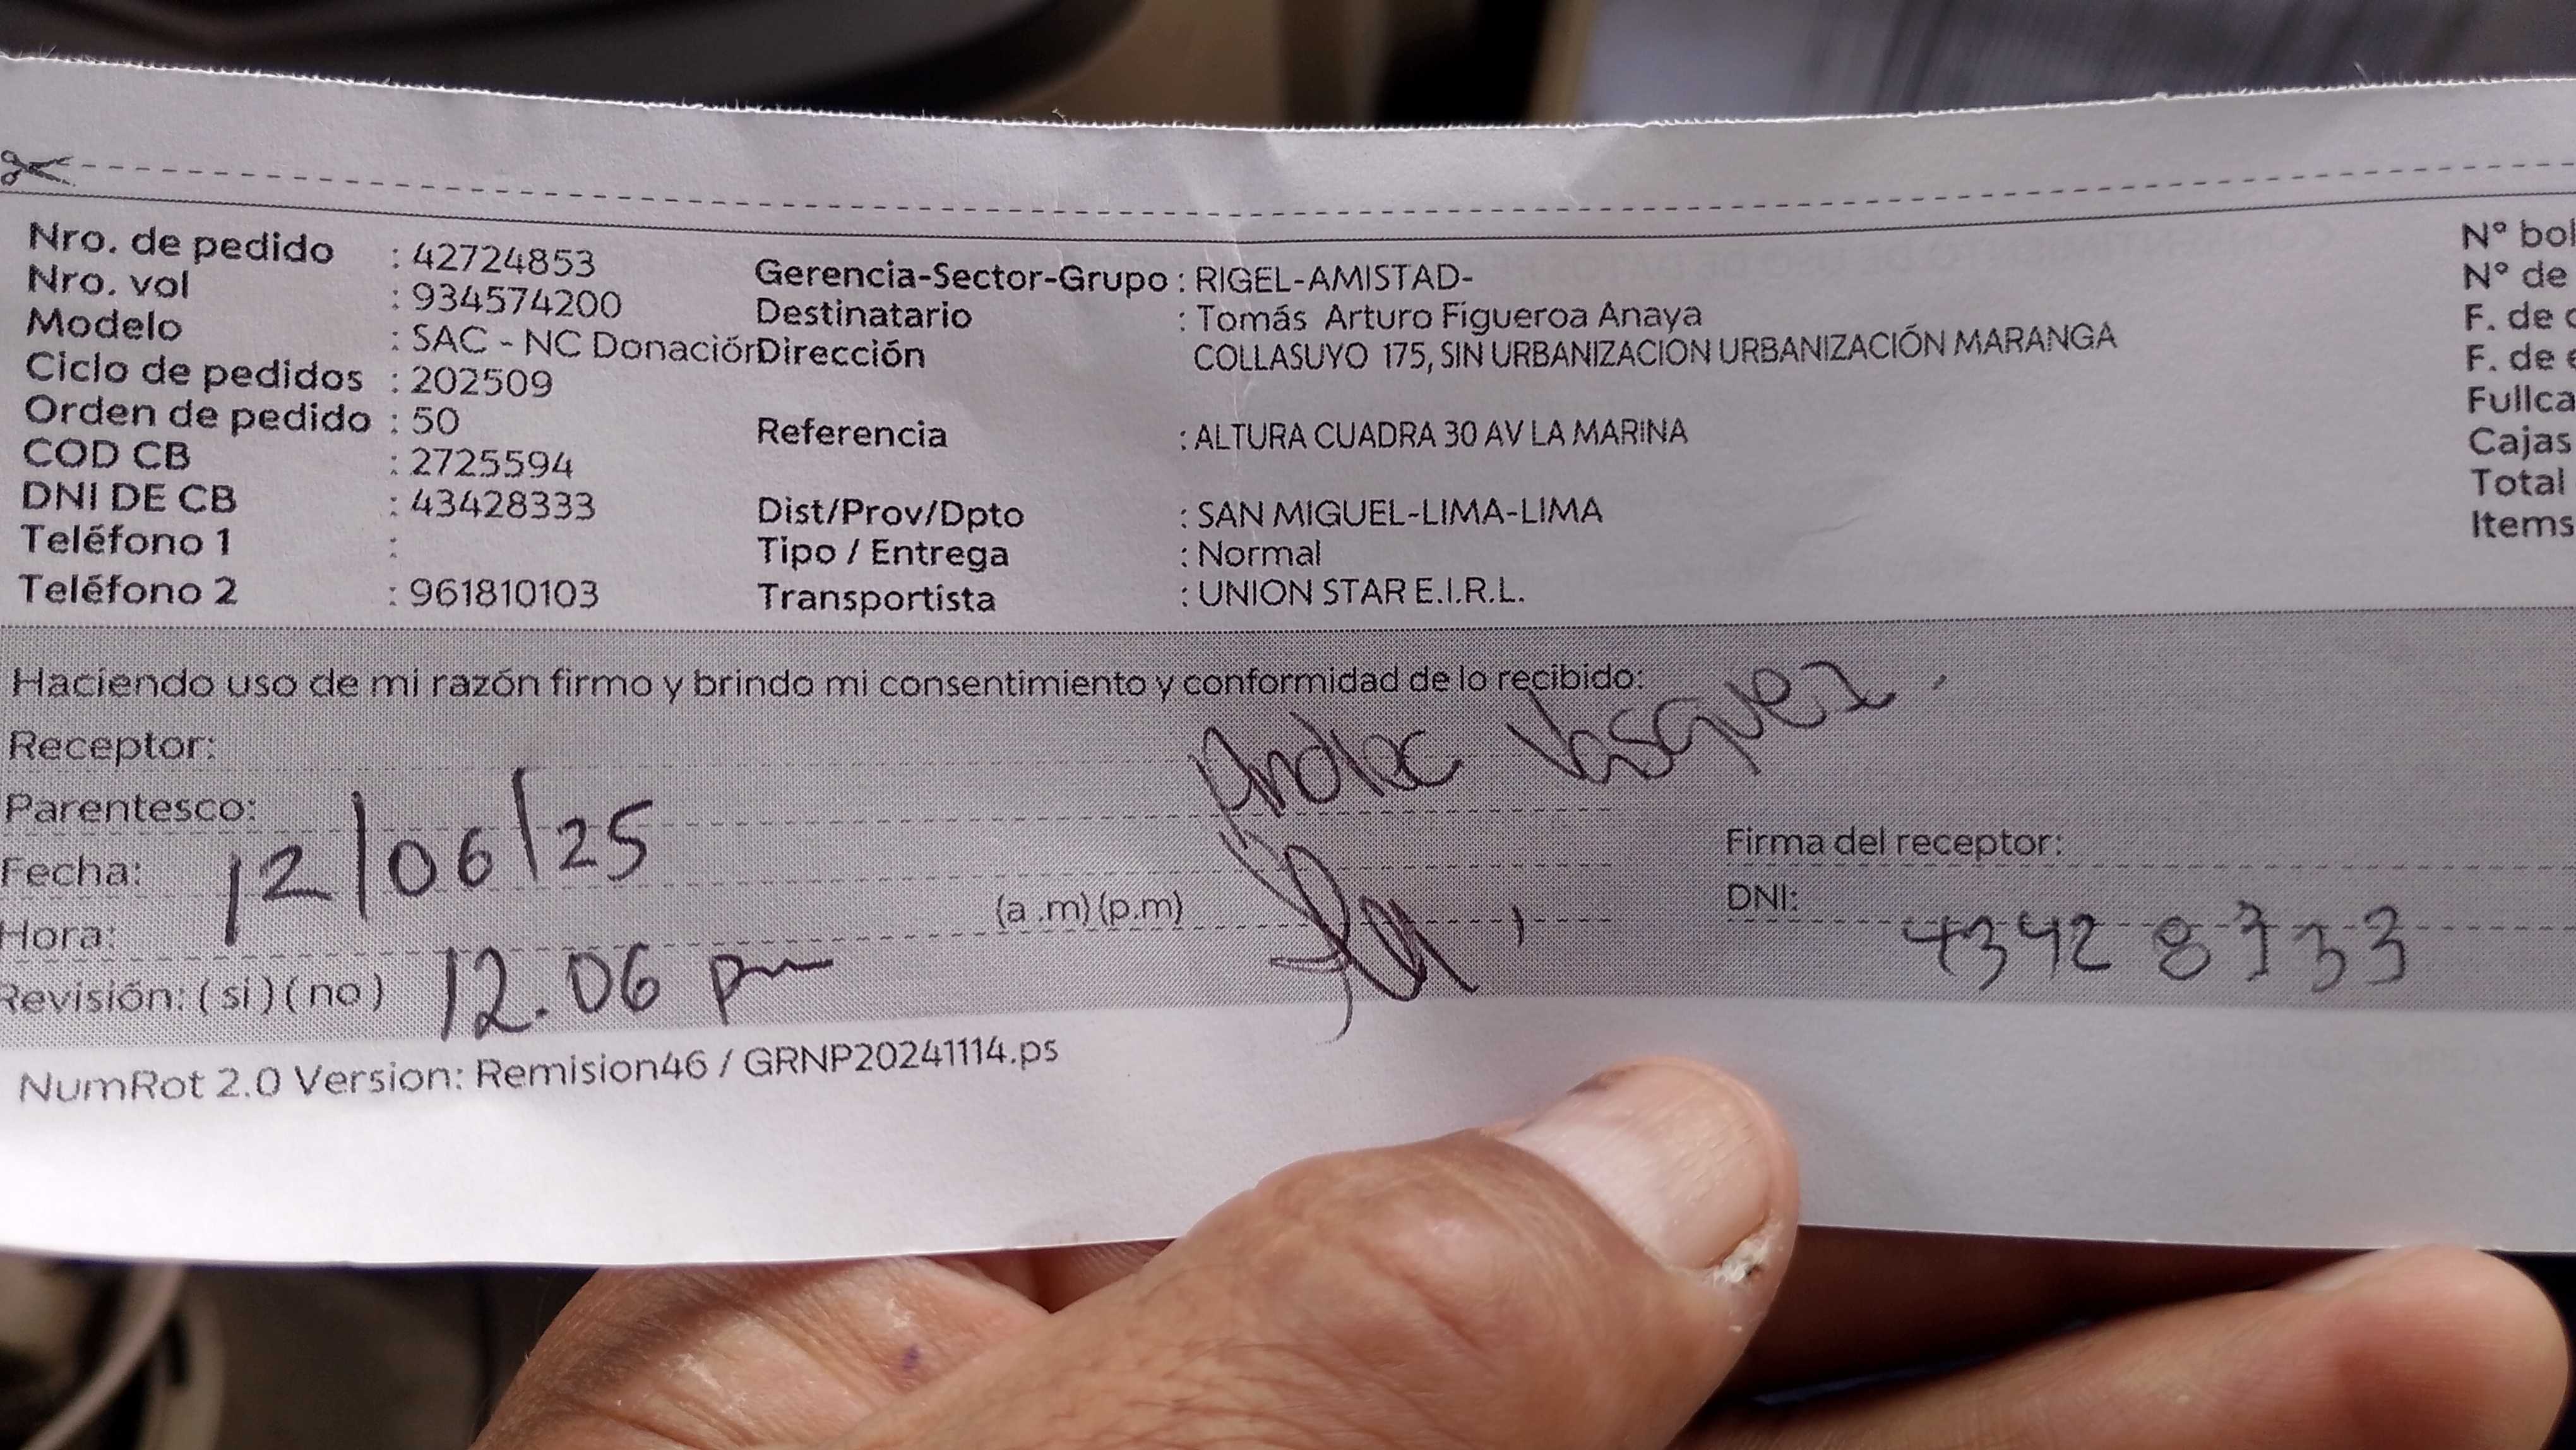 Nro. de pedido : 42724853
Nro. vol : 934574200
Modelo : SAC - NC Donación
Ciclo de pedidos : 202509
Orden de pedido : 50
COD CB : 2725594
DNI DE CB : 43428333
Teléfono 1 :
Teléfono 2 : 961810103
Gerencia-Sector-Grupo : RIGEL-AMISTAD-
Destinatario : Tomás Arturo Figueroa Anaya
Dirección COLLASUYO 175, SIN URBANIZACION URBANIZACIÓN MARANGA
Referencia : ALTURA CUADRA 30 AV LA MARINA
Dist/Prov/Dpto : SAN MIGUEL-LIMA-LIMA
Tipo / Entrega : Normal
Transportista : UNION STAR E.I.R.L.
N° bol
N° de
F. de
F. de
Fullca
Cajas
Total
Items
Haciendo uso de mi razón firmo y brindo mi consentimiento y conformidad de lo recibido:
Receptor: Vasquez
Parentesco:
Fecha: 12/06/25
Hora: (a .m) (p.m)
12.06 pm
Revisión: ( si ) ( no )
Firma del receptor:
DNI: 43428333
NumRot 2.0 Version: Remision46 / GRNP20241114.ps